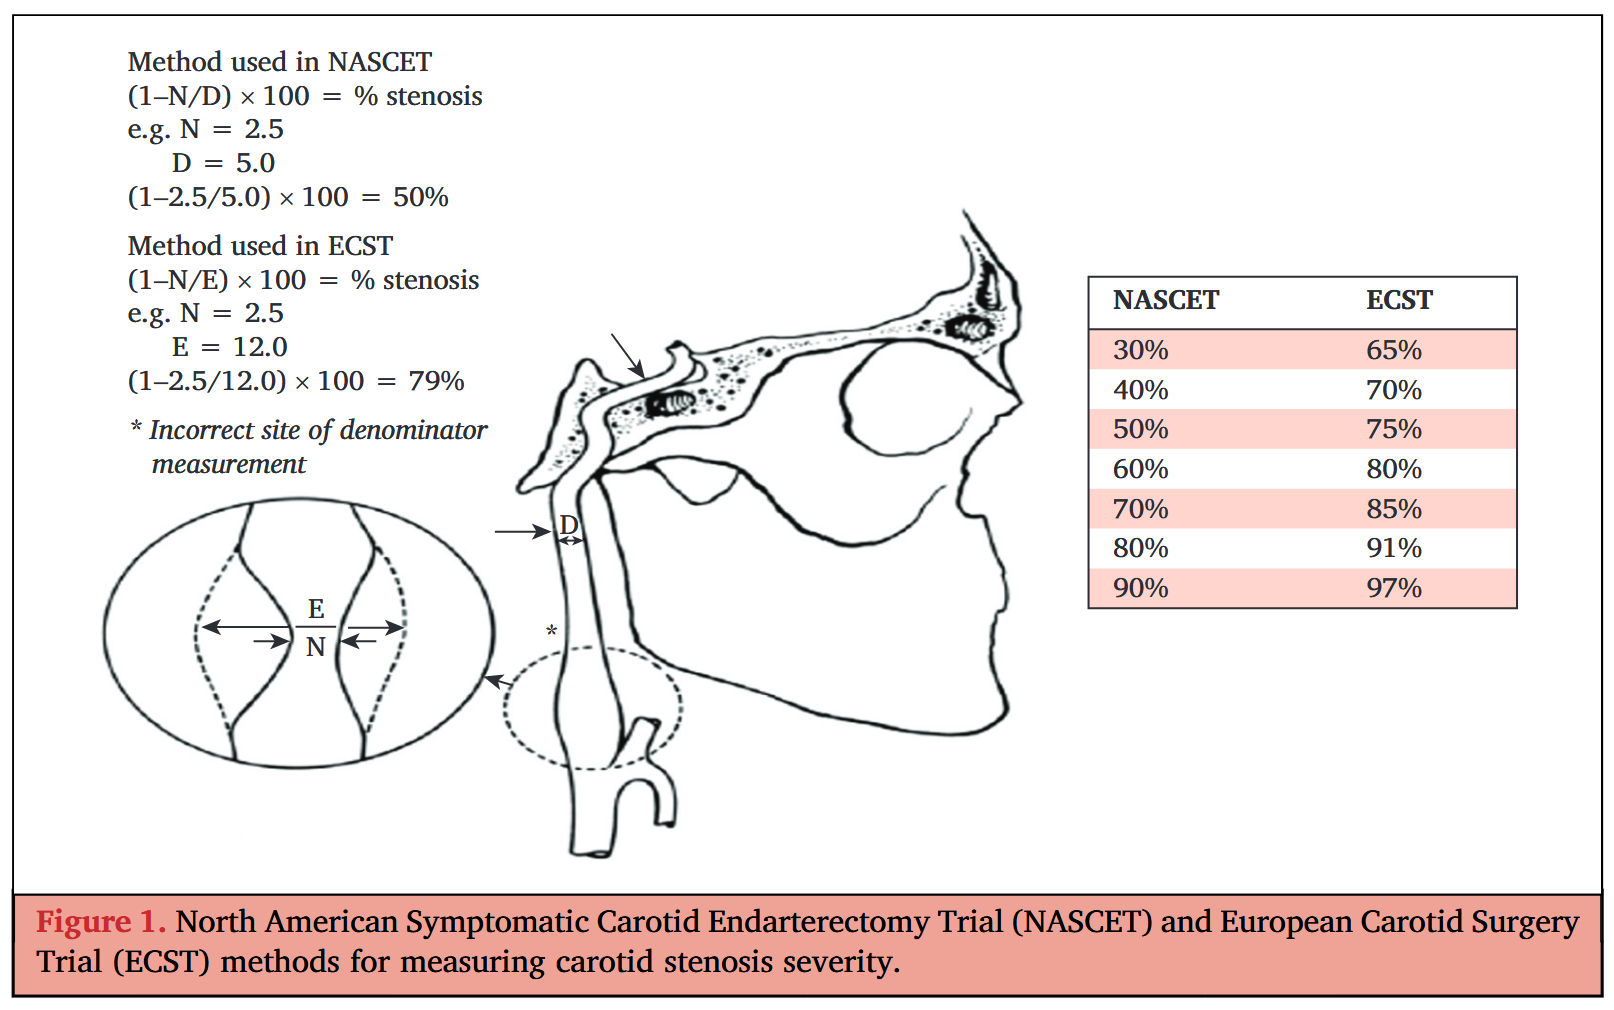 Method used in NASCET
(1–N/D) × 100 = % stenosis
e.g. N = 2.5
D = 5.0
(1–2.5/5.0) × 100 = 50%
Method used in ECST
(1–N/E) × 100 = % stenosis
e.g. N = 2.5
E = 12.0
(1–2.5/12.0) × 100 = 79%
* Incorrect site of denominator
measurement
D
*
E
N
NASCET ECST
30% 65%
40% 70%
50% 75%
60% 80%
70% 85%
80% 91%
90% 97%
Figure 1. North American Symptomatic Carotid Endarterectomy Trial (NASCET) and European Carotid Surgery
Trial (ECST) methods for measuring carotid stenosis severity.